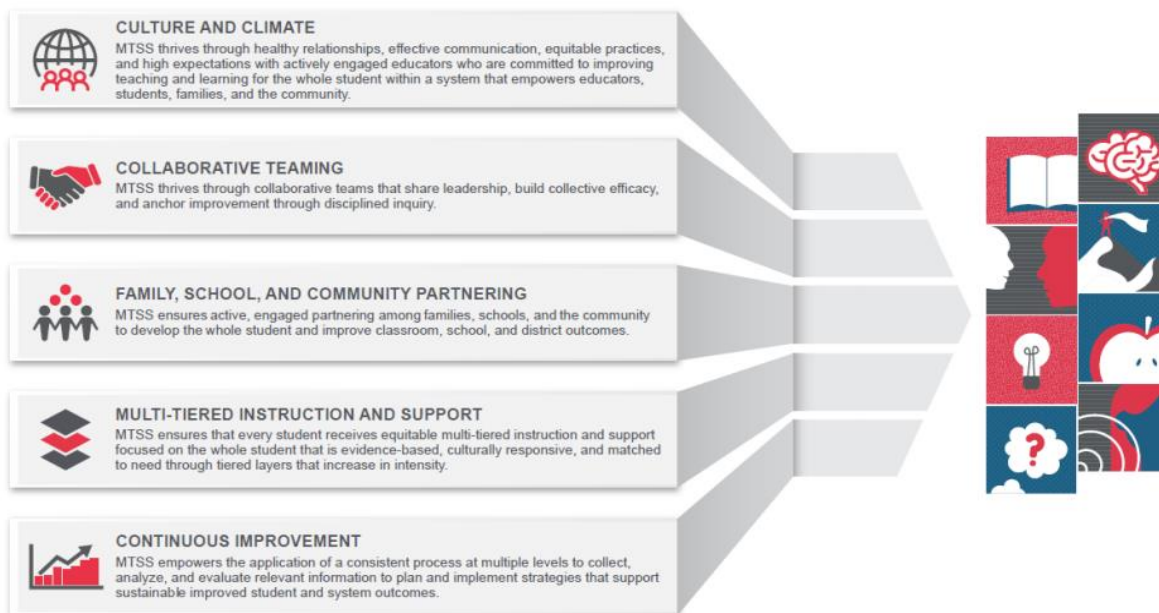 CULTURE AND CLIMATE
MTSS thrives through healthy relationships, effective communication, equitable practices,
and high expectations with actively engaged educators who are committed to improving
teaching and learning for the whole student within a system that empowers educators,
students, families, and the community.
COLLABORATIVE TEAMING
MTSS thrives through collaborative teams that share leadership, build collective efficacy,
and anchor improvement through disciplined inquiry.
FAMILY, SCHOOL, AND COMMUNITY PARTNERING
MTSS ensures active, engaged partnering among families, schools, and the community
to develop the whole student and improve classroom, school, and district outcomes.
MULTI-TIERED INSTRUCTION AND SUPPORT
MTSS ensures that every student receives equitable multi-tiered instruction and support
focused on the whole student that is evidence-based, culturally responsive, and matched
to need through tiered layers that increase in intensity.
CONTINUOUS IMPROVEMENT
MTSS empowers the application of a consistent process at multiple levels to collect,
analyze, and evaluate relevant information to plan and implement strategies that support
sustainable improved student and system outcomes.
?